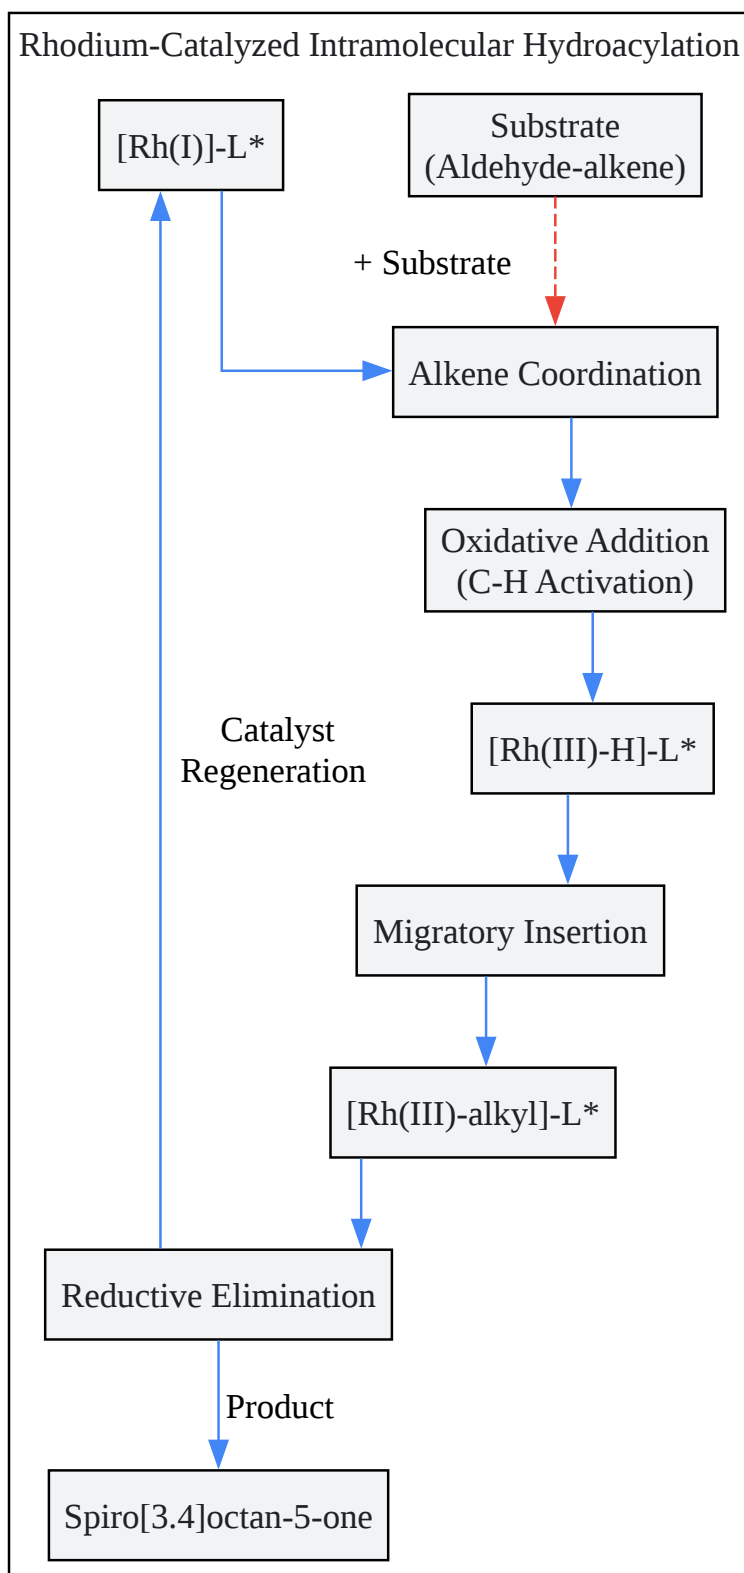 Rhodium-Catalyzed Intramolecular Hydroacylation
[Rh(I)]-L*
Substrate
(Aldehyde-alkene)
+ Substrate
Alkene Coordination
Oxidative Addition
(C-H Activation)
[Rh(III)-H]-L*
Catalyst
Regeneration
Migratory Insertion
[Rh(III)-alkyl]-L*
Reductive Elimination
Product
Spiro[3.4]octan-5-one